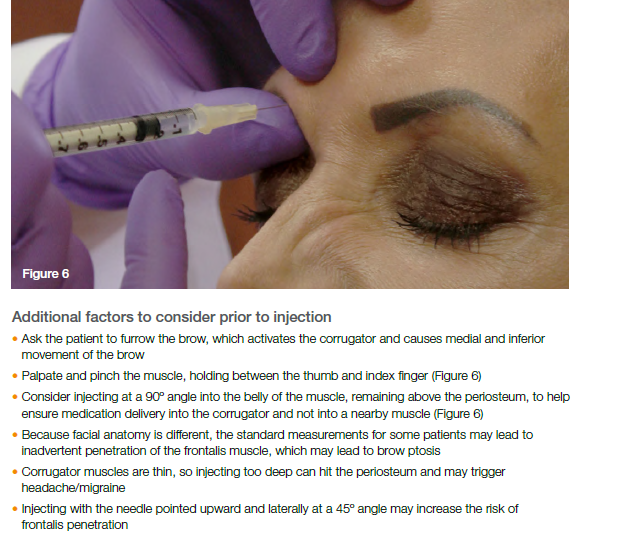 Figure 6
Additional factors to consider prior to injection
• Ask the patient to furrow the brow, which activates the corrugator and causes medial and inferior
movement of the brow
• Palpate and pinch the muscle, holding between the thumb and index finger (Figure 6)
• Consider injecting at a 90º angle into the belly of the muscle, remaining above the periosteum, to help
ensure medication delivery into the corrugator and not into a nearby muscle (Figure 6)
• Because facial anatomy is different, the standard measurements for some patients may lead to
inadvertent penetration of the frontalis muscle, which may lead to brow ptosis
• Corrugator muscles are thin, so injecting too deep can hit the periosteum and may trigger
headache/migraine
• Injecting with the needle pointed upward and laterally at a 45º angle may increase the risk of
frontalis penetration